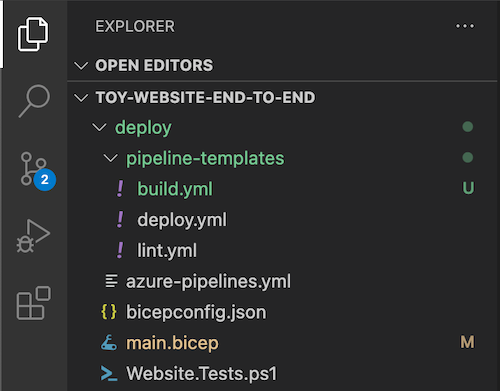 EXPLORER
OPEN EDITORS
TOY-WEBSITE-END-TO-END
deploy
pipeline-templates
build.yml U
deploy.yml
2
lint.yml
azure-pipelines.yml
bicepconfig.json
main.bicep M
Website.Tests.ps1